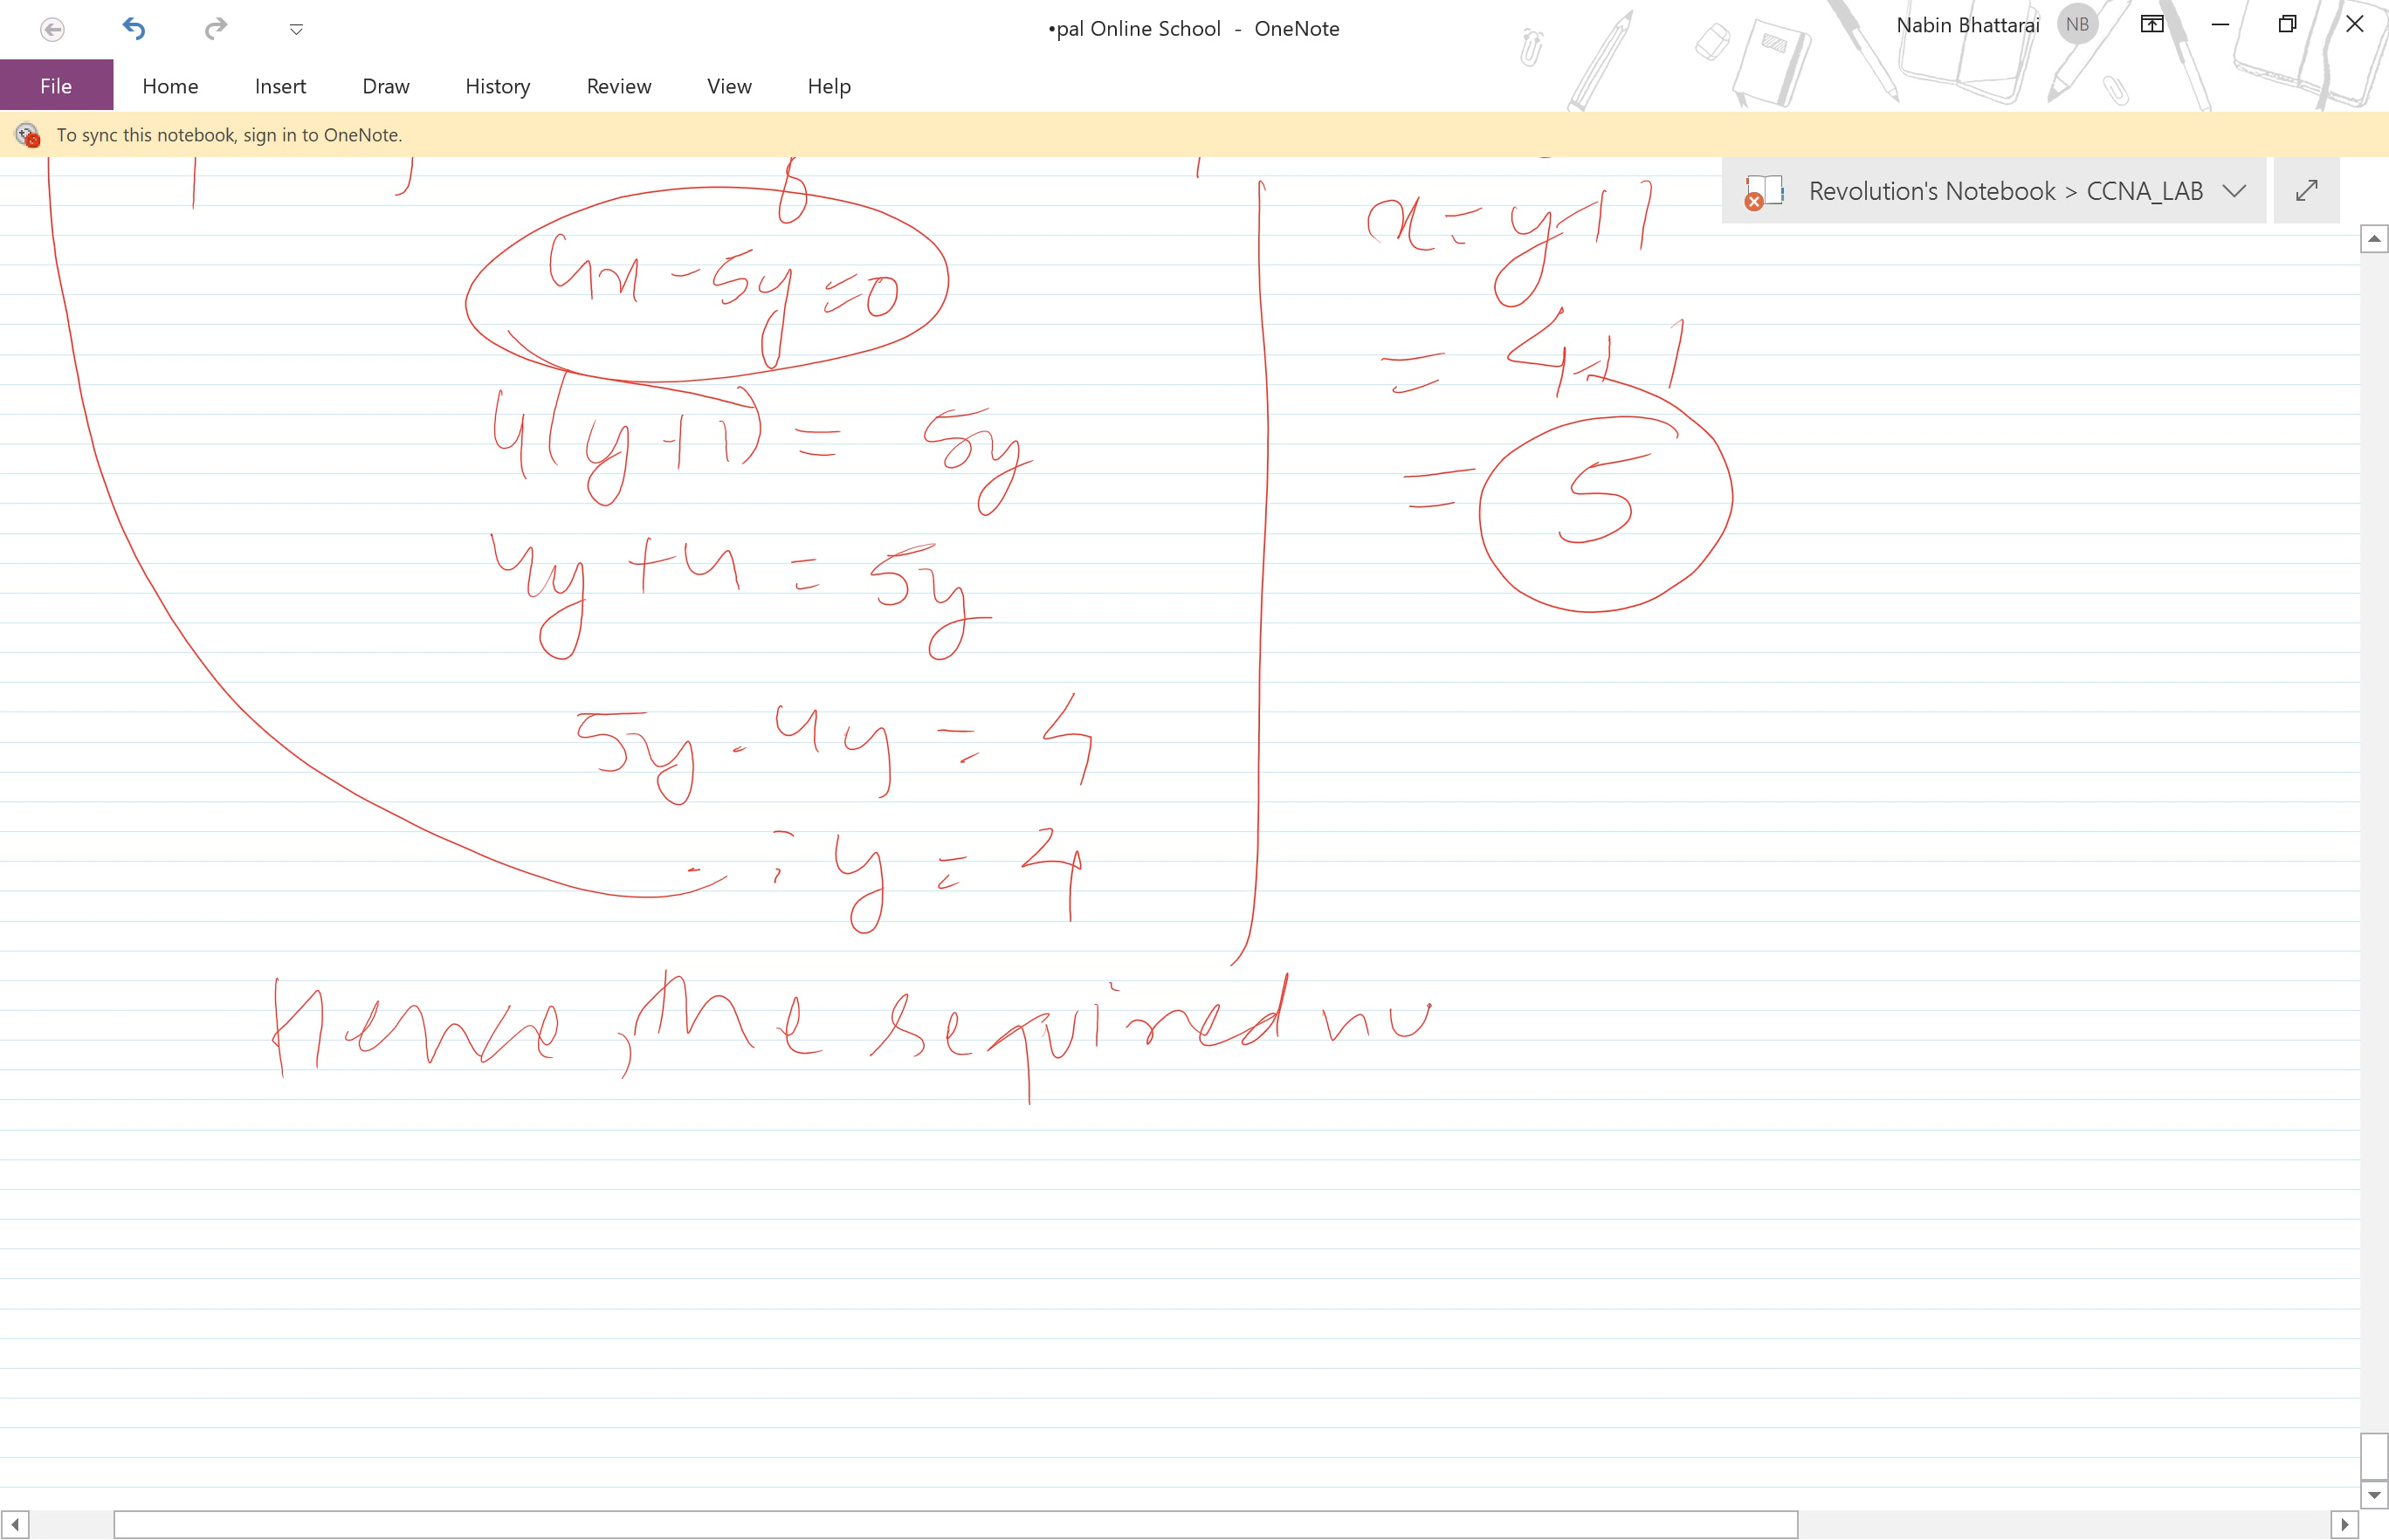 •pal Online School - OneNote
Nabin Bhattarai NB
File Home Insert Draw History Review View Help
To sync this notebook, sign in to OneNote.
Revolution's Notebook > CCNA_LAB
4x - 5y = 0
4(y+1) = 5y
4y + 4 = 5y
5y - 4y = 4
∴ y = 4
x = y+1
= 4+1
= 5
Hence, the required nu